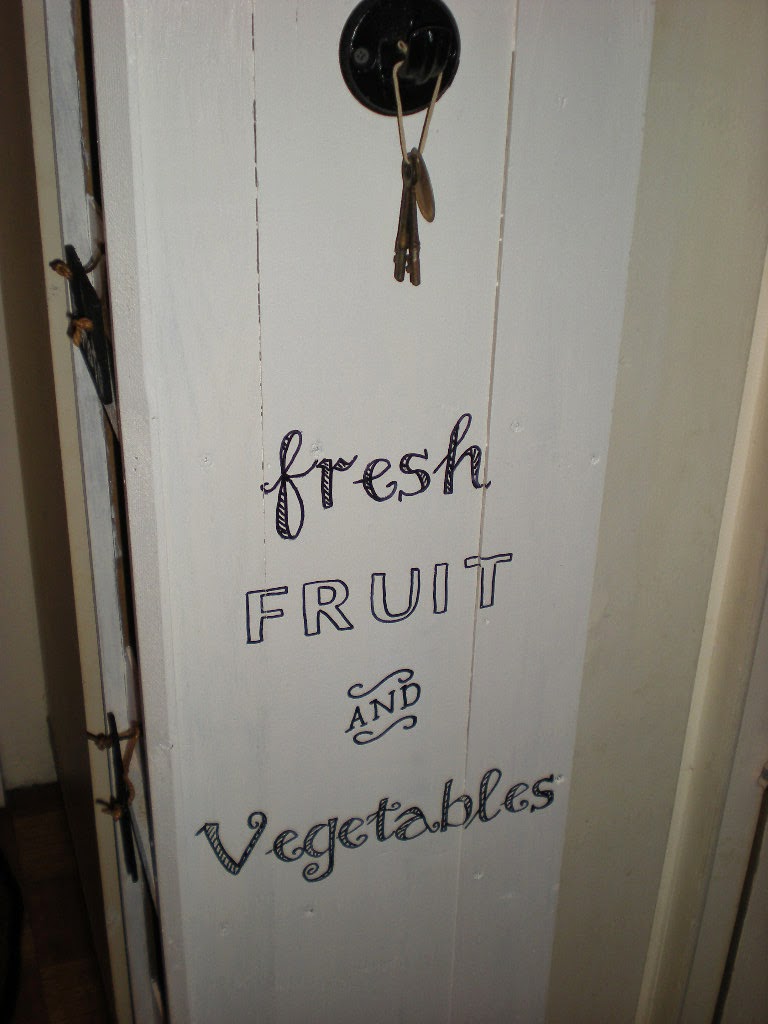 fresh
FRUIT
AND
Vegetables